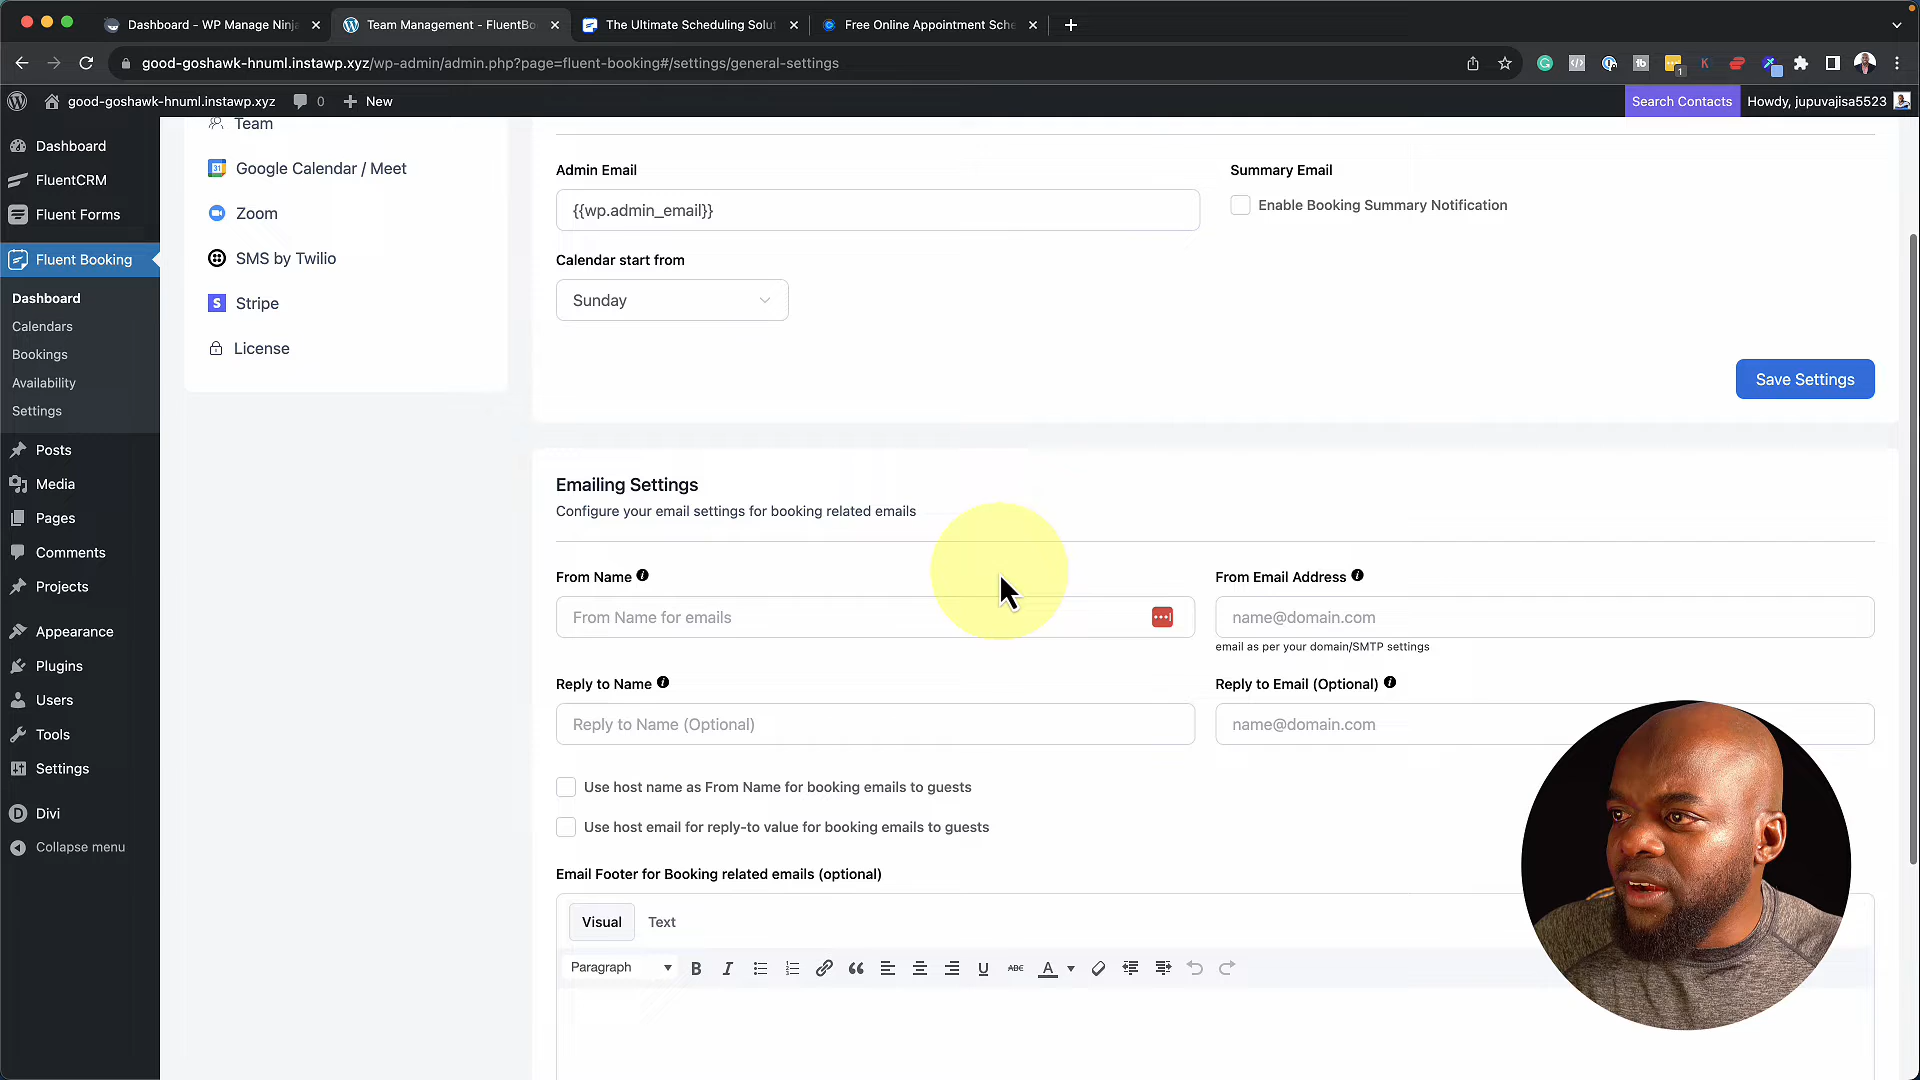 Dashboard - WP Manage Ninja
Team Management - FluentBo
The Ultimate Scheduling Solut
Free Online Appointment Sche
good-goshawk-hnuml.instawp.xyz/wp-admin/admin.php?page=fluent-booking#/settings/general-settings
good-goshawk-hnuml.instawp.xyz
0
New
Search Contacts
Howdy, jupuvajisa5523
Dashboard
FluentCRM
Fluent Forms
Fluent Booking
Dashboard
Calendars
Bookings
Availability
Settings
Posts
Media
Pages
Comments
Projects
Appearance
Plugins
Users
Tools
Settings
Divi
Collapse menu
Team
Google Calendar / Meet
Zoom
SMS by Twilio
Stripe
License
Admin Email
{{wp.admin_email}}
Summary Email
Enable Booking Summary Notification
Calendar start from
Sunday
Save Settings
Emailing Settings
Configure your email settings for booking related emails
From Name
From Name for emails
From Email Address
name@domain.com
email as per your domain/SMTP settings
Reply to Name
Reply to Name (Optional)
Reply to Email (Optional)
name@domain.com
Use host name as From Name for booking emails to guests
Use host email for reply-to value for booking emails to guests
Email Footer for Booking related emails (optional)
Visual
Text
Paragraph